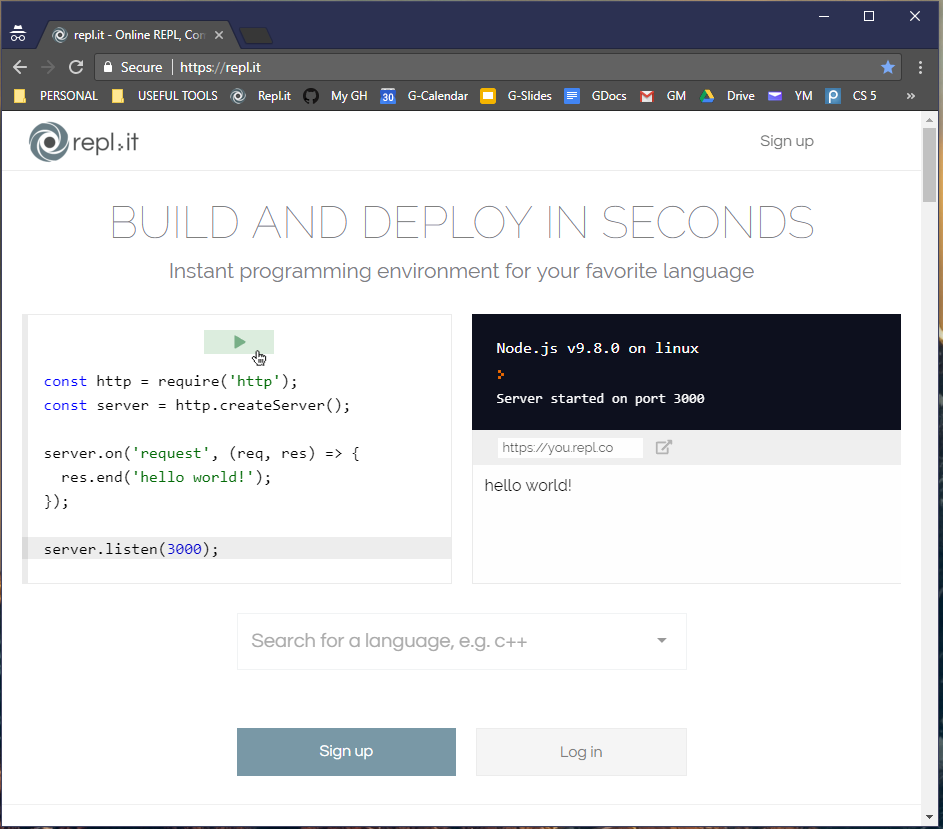 repl.it - Online REPL, Com
Secure https://repl.it
PERSONAL USEFUL TOOLS Repl.it My GH 30 G-Calendar G-Slides GDocs GM Drive YM CS 5 »
repl.it Sign up
BUILD AND DEPLOY IN SECONDS
Instant programming environment for your favorite language
const http = require('http');
const server = http.createServer();
server.on('request', (req, res) => {
res.end('hello world!');
});
server.listen(3000);
Node.js v9.8.0 on linux
>
Server started on port 3000
https://you.repl.co
hello world!
Search for a language, e.g. c++
Sign up Log in